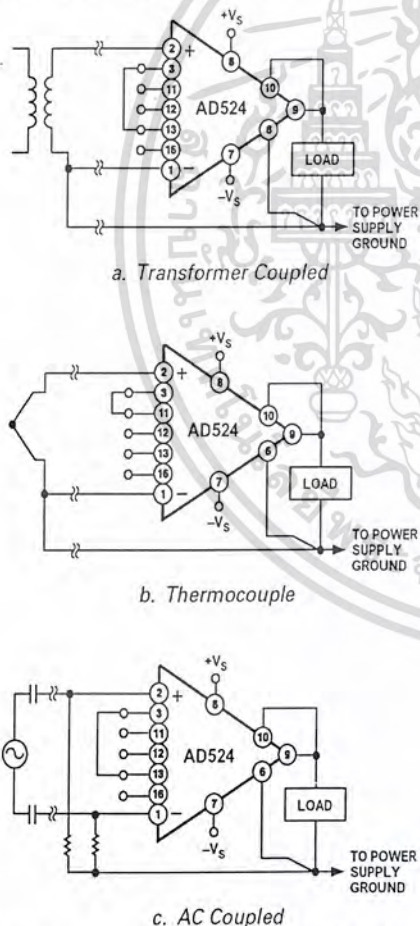 +VS
2
+
3
8
10
11
12
AD524
9
13
6
16
7
LOAD
1
−
−VS
TO POWER
SUPPLY
GROUND
a. Transformer Coupled
+VS
2
+
8
3
10
11
12
AD524
9
13
6
16
LOAD
1
−
7
−VS
TO POWER
SUPPLY
GROUND
b. Thermocouple
+VS
2
+
8
3
10
11
12
AD524
9
13
6
16
LOAD
1
−
7
−VS
TO POWER
SUPPLY
GROUND
c. AC Coupled